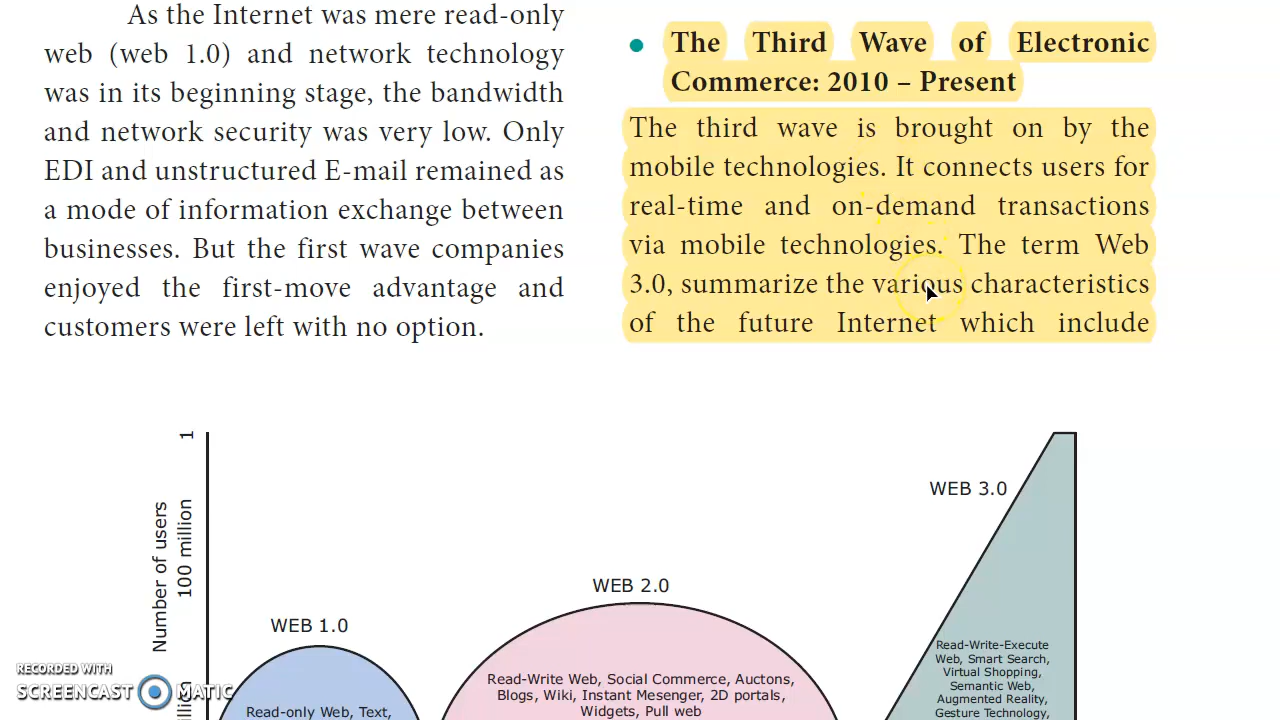 As the Internet was mere read-only
web (web 1.0) and network technology
was in its beginning stage, the bandwidth
and network security was very low. Only
EDI and unstructured E-mail remained as
a mode of information exchange between
businesses. But the first wave companies
enjoyed the first-move advantage and
customers were left with no option.
• The Third Wave of Electronic
Commerce: 2010 – Present
The third wave is brought on by the
mobile technologies. It connects users for
real-time and on-demand transactions
via mobile technologies. The term Web
3.0, summarize the various characteristics
of the future Internet which include
1
Number of users
100 million
WEB 1.0
Read-only Web, Text,
WEB 2.0
Read-Write Web, Social Commerce, Auctons,
Blogs, Wiki, Instant Mesenger, 2D portals,
Widgets, Pull web
WEB 3.0
Read-Write-Execute
Web, Smart Search,
Virtual Shopping,
Semantic Web,
Augmented Reality,
Gesture Technology,
RECORDED WITH
SCREENCAST MATIC